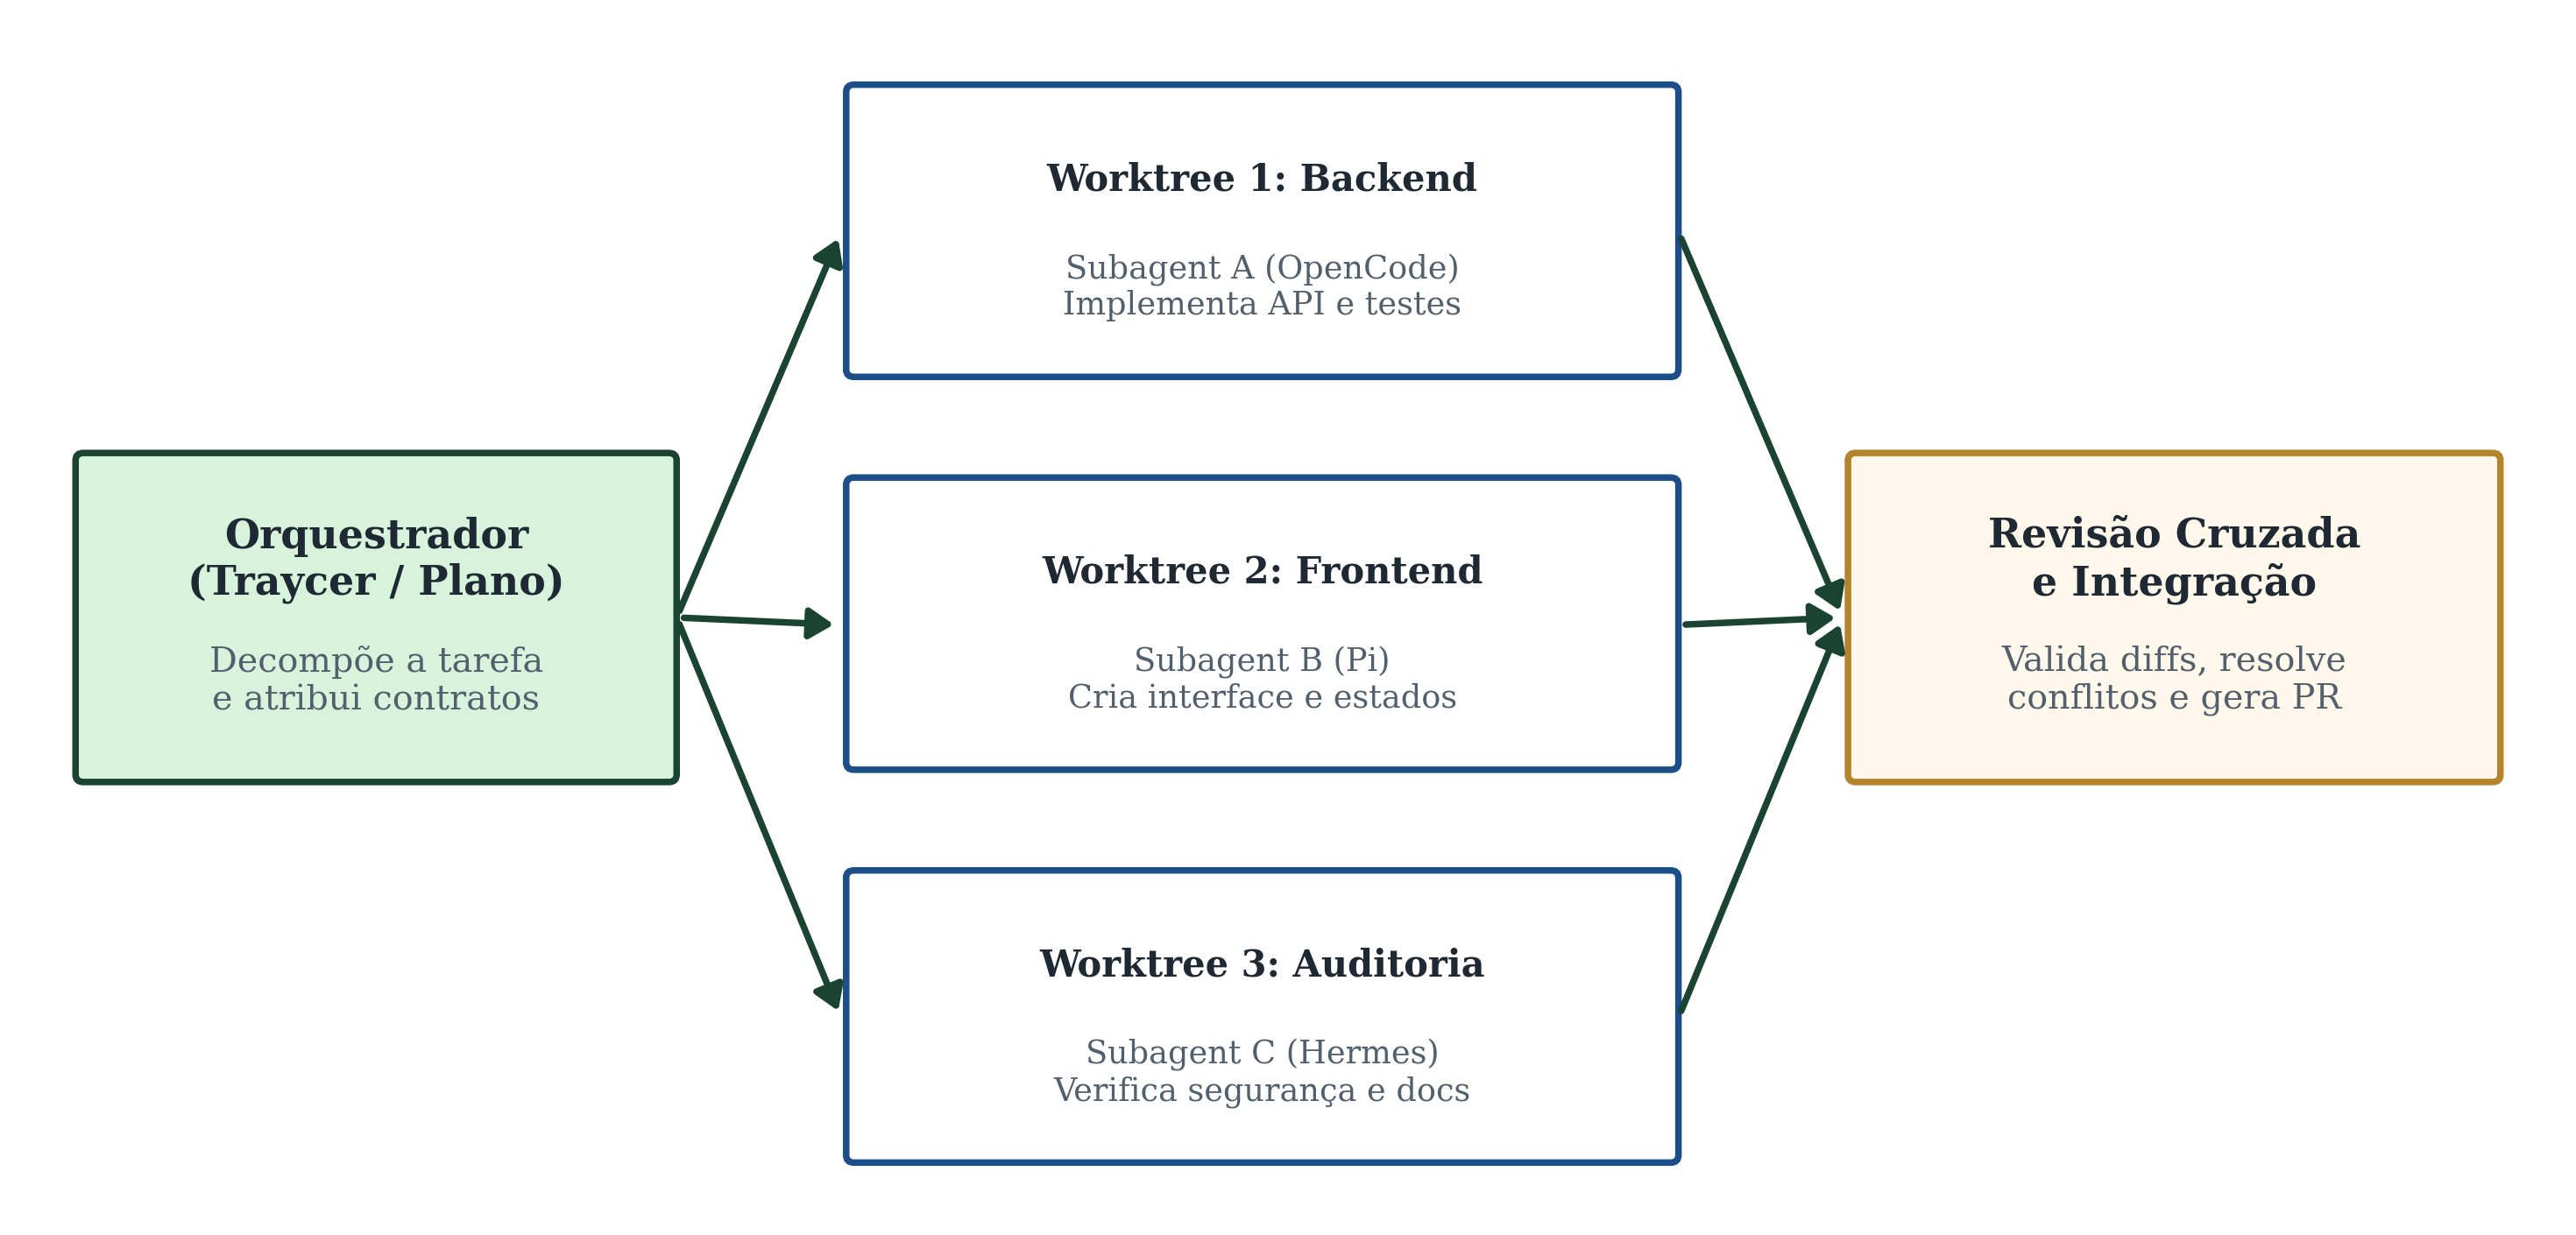 Orquestrador
(Traycer / Plano)
Decompõe a tarefa
e atribui contratos
Worktree 1: Backend
Subagent A (OpenCode)
Implementa API e testes
Worktree 2: Frontend
Subagent B (Pi)
Cria interface e estados
Worktree 3: Auditoria
Subagent C (Hermes)
Verifica segurança e docs
Revisão Cruzada
e Integração
Valida diffs, resolve
conflitos e gera PR